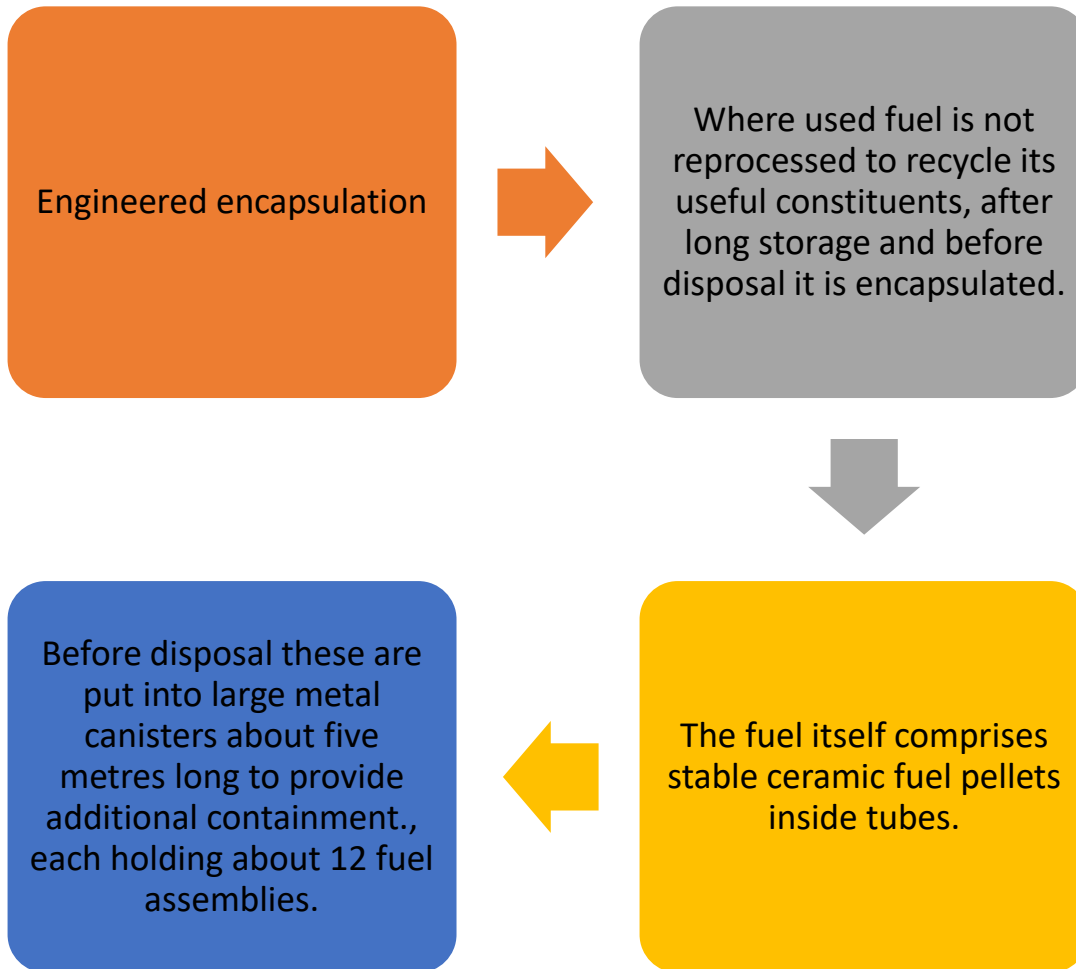 Engineered encapsulation
Where used fuel is not
reprocessed to recycle its
useful constituents, after
long storage and before
disposal it is encapsulated.
The fuel itself comprises
stable ceramic fuel pellets
inside tubes.
Before disposal these are
put into large metal
canisters about five
metres long to provide
additional containment.,
each holding about 12 fuel
assemblies.